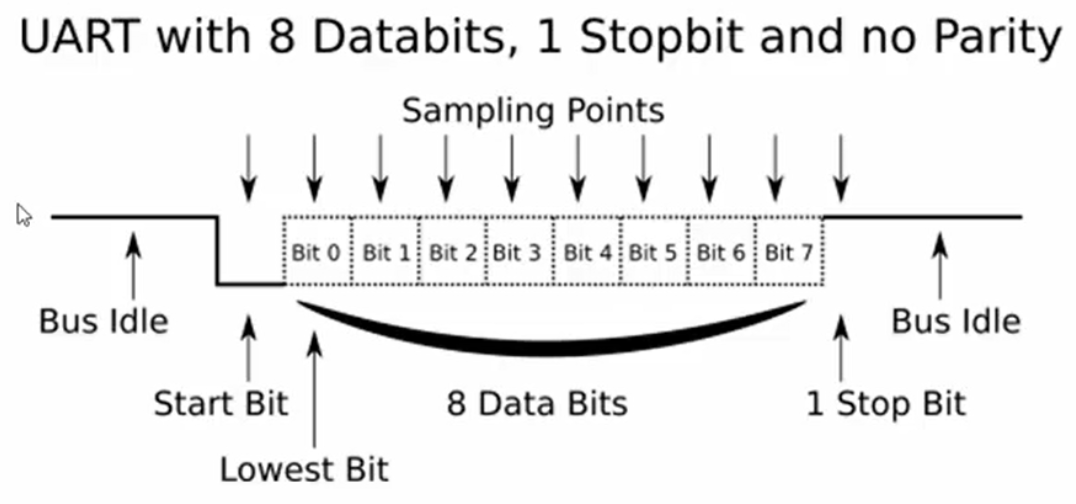 UART with 8 Databits, 1 Stopbit and no Parity
Sampling Points
Bit 0 Bit 1 Bit 2 Bit 3 Bit 4 Bit 5 Bit 6 Bit 7
Bus Idle Bus Idle
Start Bit 8 Data Bits 1 Stop Bit
Lowest Bit